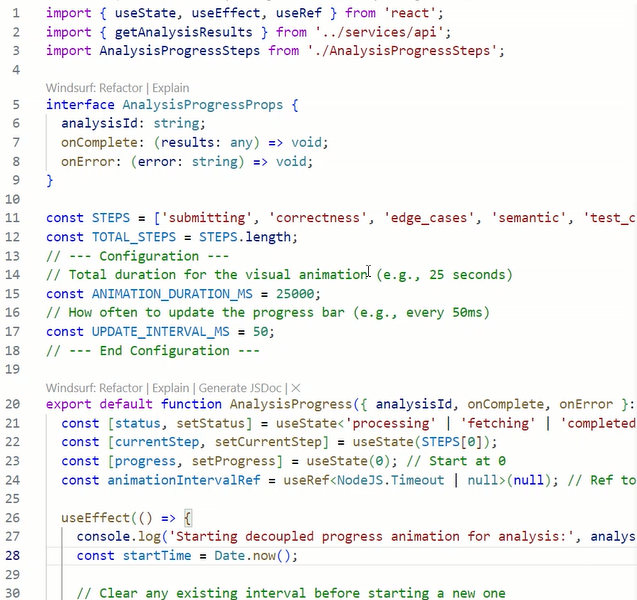 1 import { useState, useEffect, useRef } from 'react';
2 import { getAnalysisResults } from '../services/api';
3 import AnalysisProgressSteps from './AnalysisProgressSteps';
4
Windsurf: Refactor | Explain
5 interface AnalysisProgressProps {
6   analysisId: string;
7   onComplete: (results: any) => void;
8   onError: (error: string) => void;
9 }
10
11 const STEPS = ['submitting', 'correctness', 'edge_cases', 'semantic', 'test_c
12 const TOTAL_STEPS = STEPS.length;
13 // --- Configuration ---
14 // Total duration for the visual animation (e.g., 25 seconds)
15 const ANIMATION_DURATION_MS = 25000;
16 // How often to update the progress bar (e.g., every 50ms)
17 const UPDATE_INTERVAL_MS = 50;
18 // --- End Configuration ---
19
Windsurf: Refactor | Explain | Generate JSDoc | ×
20 export default function AnalysisProgress({ analysisId, onComplete, onError }:
21   const [status, setStatus] = useState<'processing' | 'fetching' | 'completed
22   const [currentStep, setCurrentStep] = useState(STEPS[0]);
23   const [progress, setProgress] = useState(0); // Start at 0
24   const animationIntervalRef = useRef<NodeJS.Timeout | null>(null); // Ref to
25
26   useEffect(() => {
27     console.log('Starting decoupled progress animation for analysis:', analys
28     const startTime = Date.now();
29
30     // Clear any existing interval before starting a new one